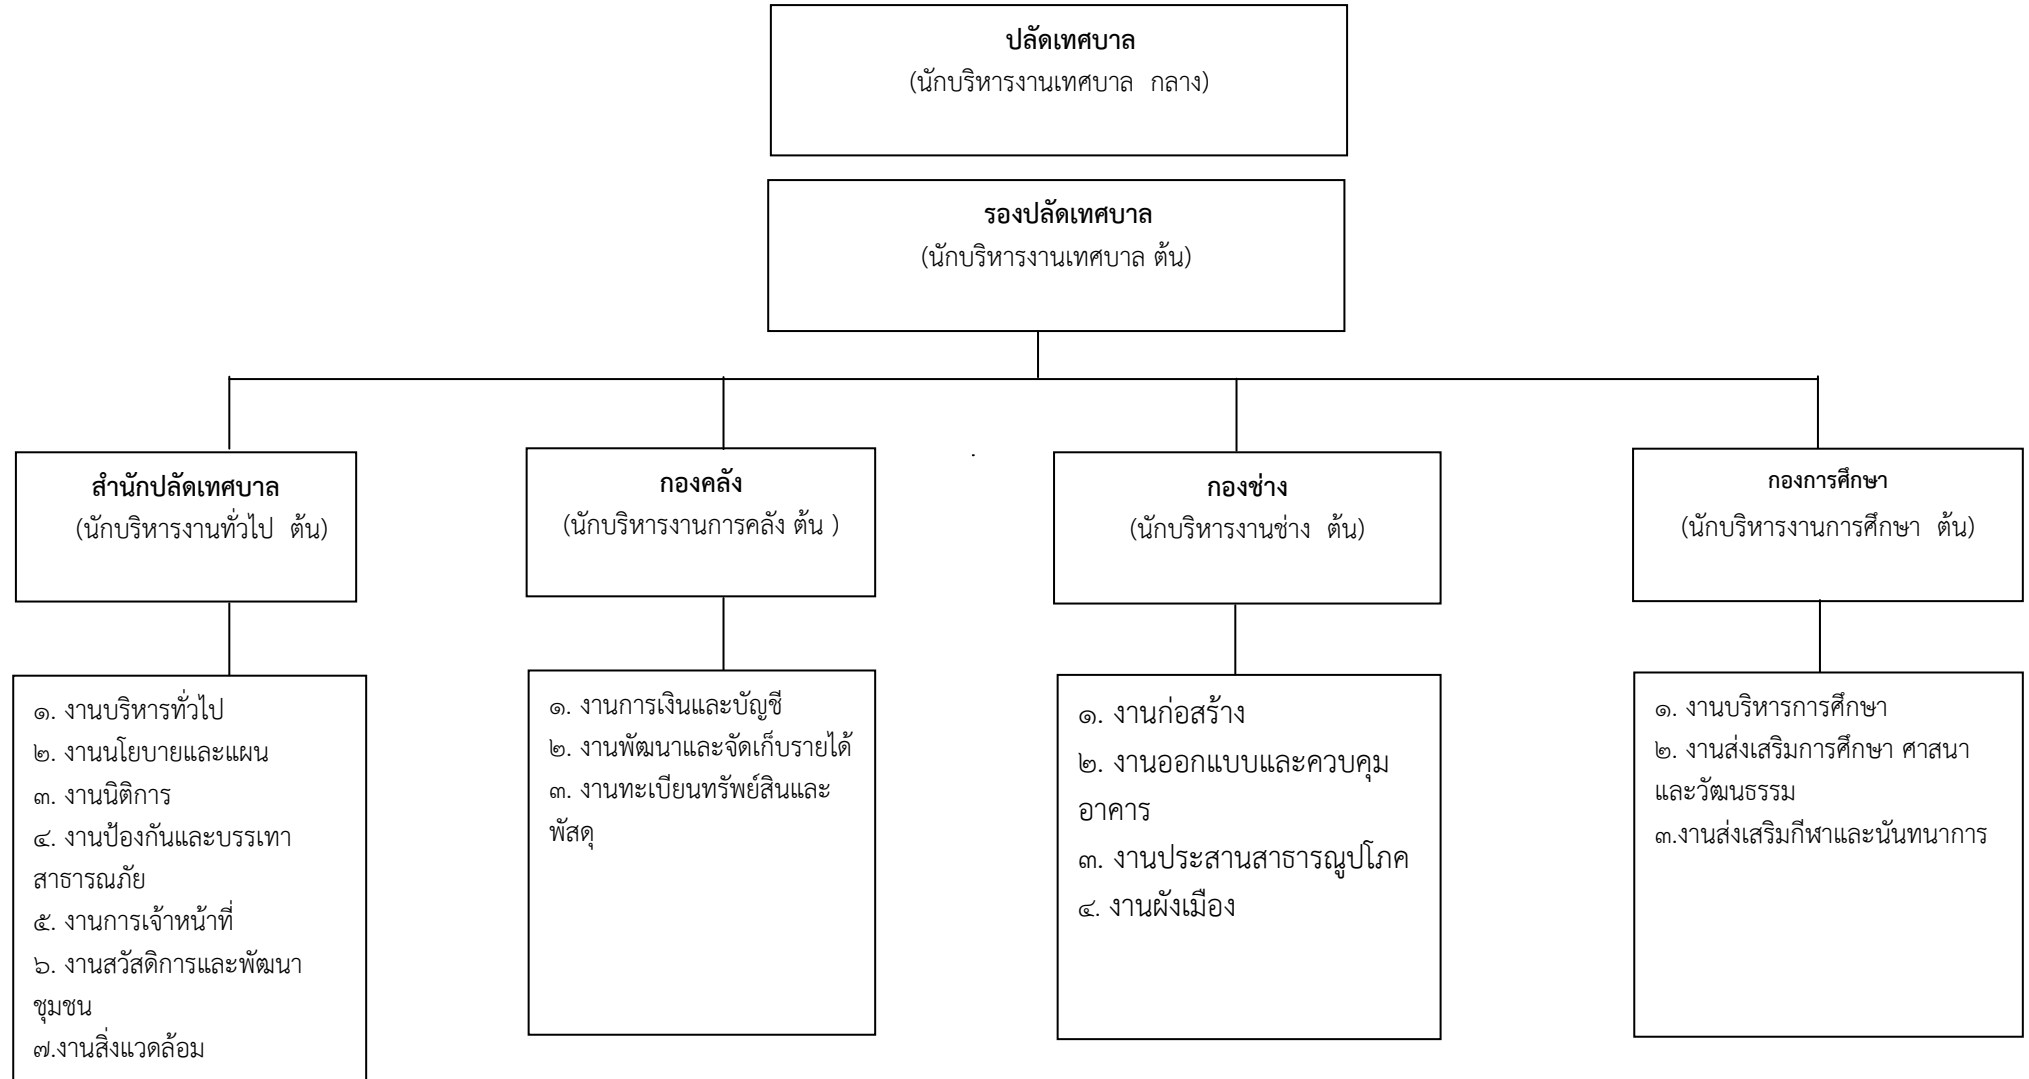 ปลัดเทศบาล
(นักบริหารงานเทศบาล กลาง)
รองปลัดเทศบาล
(นักบริหารงานเทศบาล ต้น)
สำนักปลัดเทศบาล
(นักบริหารงานทั่วไป ต้น)
กองคลัง
(นักบริหารงานการคลัง ต้น )
กองช่าง
(นักบริหารงานช่าง ต้น)
กองการศึกษา
(นักบริหารงานการศึกษา ต้น)
๑. งานบริหารทั่วไป
๒. งานนโยบายและแผน
๓. งานนิติการ
๔. งานป้องกันและบรรเทา
สาธารณภัย
๕. งานการเจ้าหน้าที่
๖. งานสวัสดิการและพัฒนา
ชุมชน
๗.งานสิ่งแวดล้อม
๑. งานการเงินและบัญชี
๒. งานพัฒนาและจัดเก็บรายได้
๓. งานทะเบียนทรัพย์สินและ
พัสดุ
๑. งานก่อสร้าง
๒. งานออกแบบและควบคุม
อาคาร
๓. งานประสานสาธารณูปโภค
๔. งานผังเมือง
๑. งานบริหารการศึกษา
๒. งานส่งเสริมการศึกษา ศาสนา
และวัฒนธรรม
๓.งานส่งเสริมกีฬาและนันทนาการ